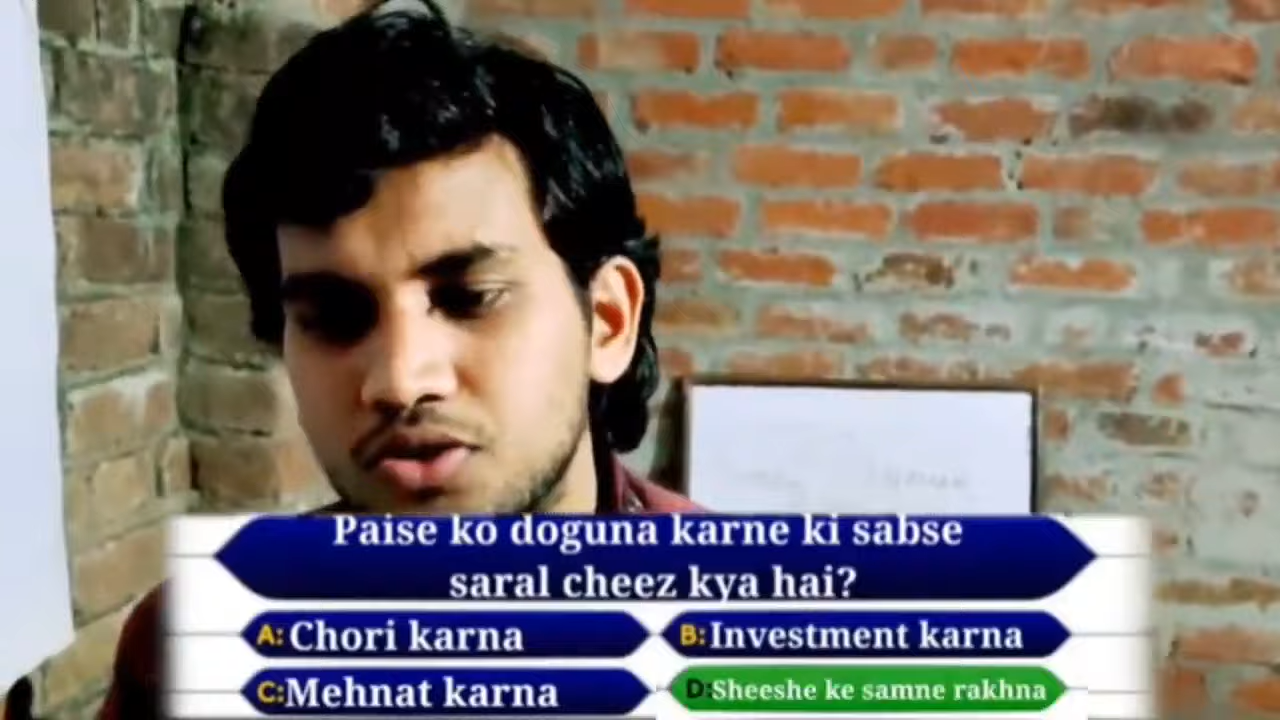 Paise ko doguna karne ki sabse
saral cheez kya hai?
A: Chori karna
B: Investment karna
C:Mehnat karna
D:Sheeshe ke samne rakhna